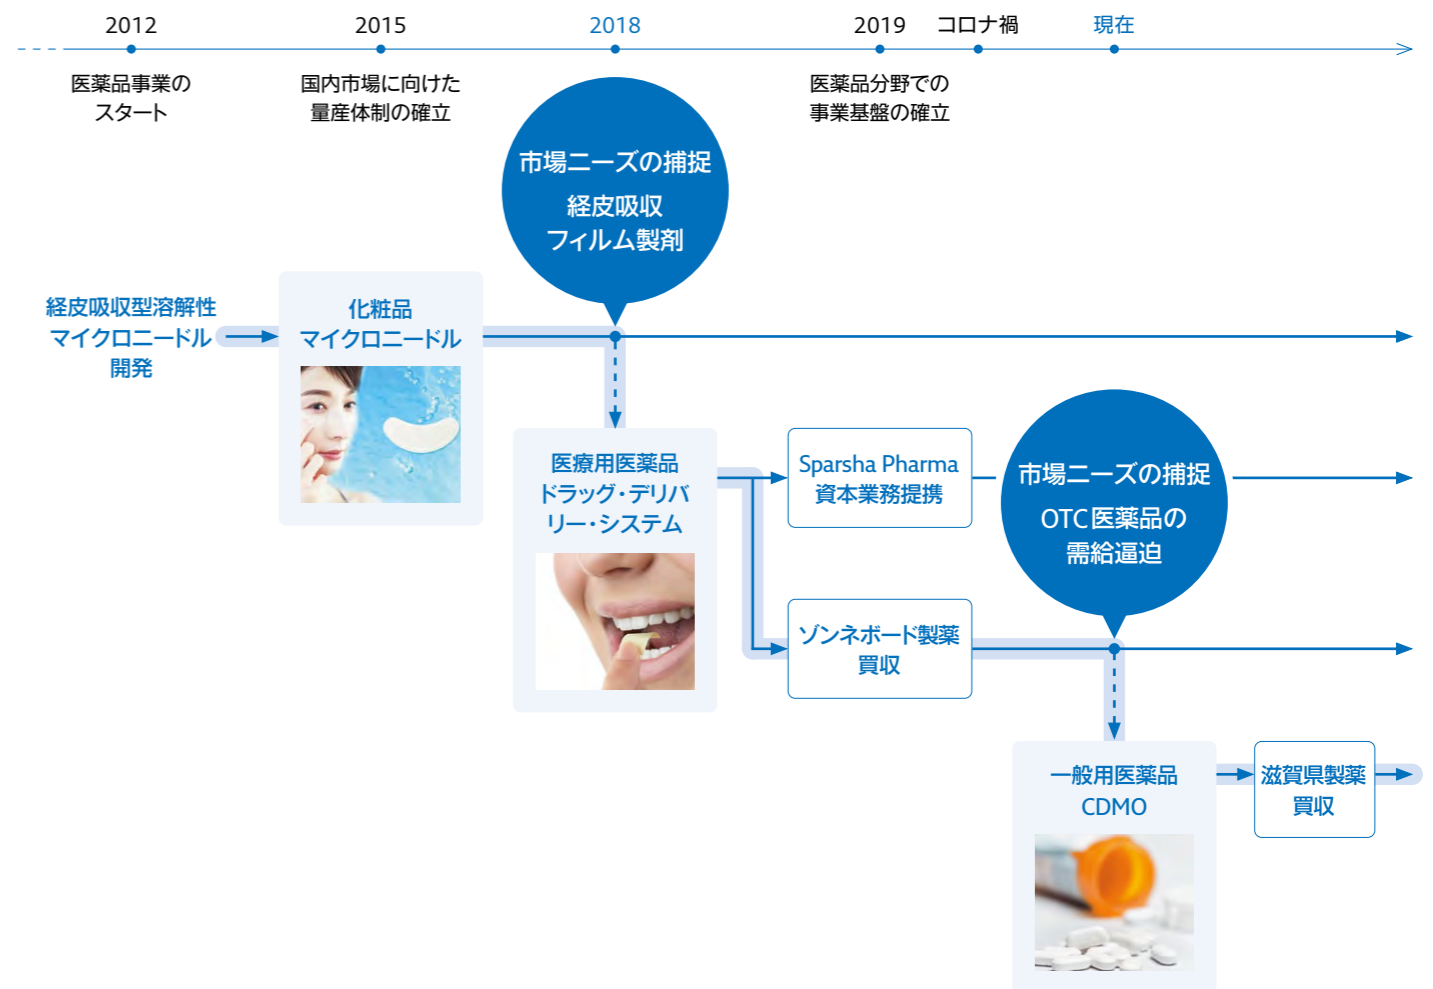 2012
2015
2018
2019
コロナ禍
現在
医薬品事業の
スタート
国内市場に向けた
量産体制の確立
医薬品分野での
事業基盤の確立
市場ニーズの捕捉
経皮吸収
フィルム製剤
経皮吸収型溶解性
マイクロニードル
開発
化粧品
マイクロニードル
医療用医薬品
ドラッグ・デリバ
リー・システム
Sparsha Pharma
資本業務提携
市場ニーズの捕捉
OTC医薬品の
需給逼迫
ゾンネボード製薬
買収
一般用医薬品
CDMO
滋賀県製薬
買収